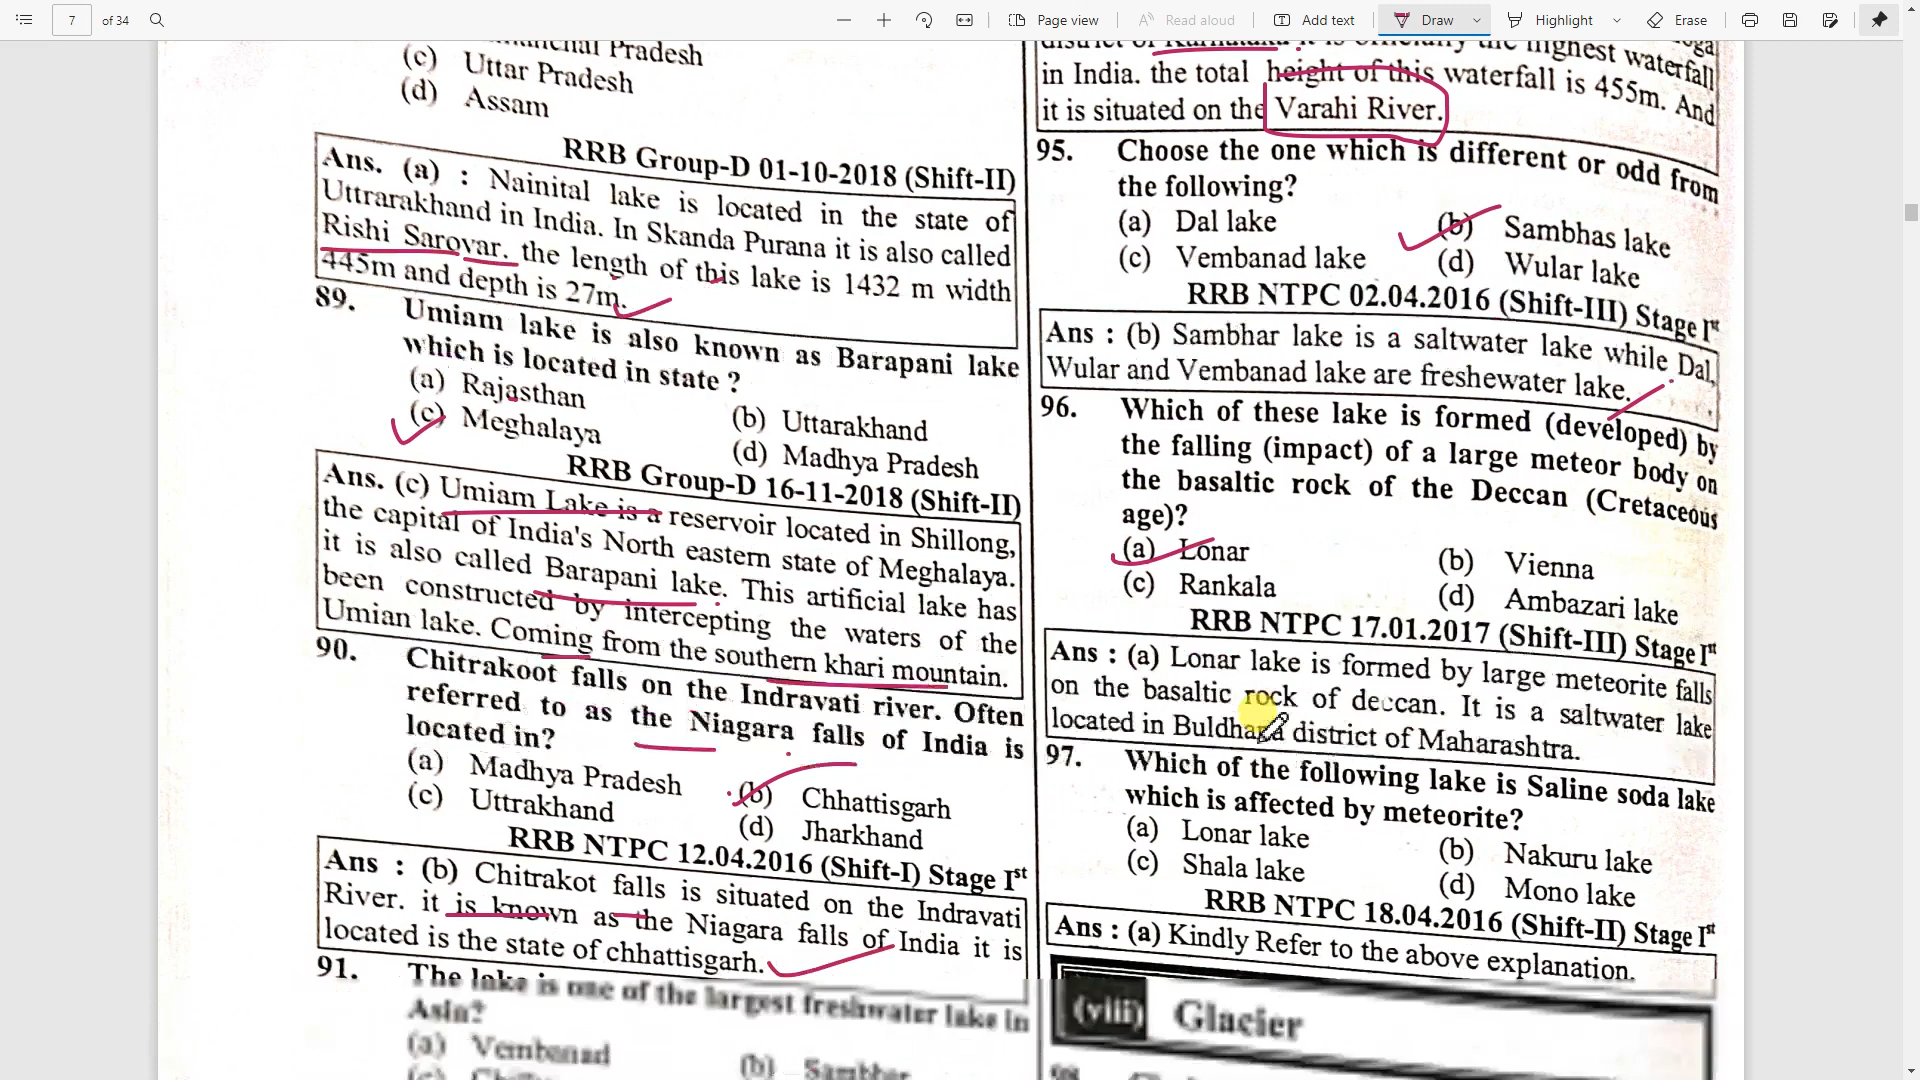 7 of 34 Page view Read aloud Add text Draw Highlight Erase
(c) Uttar Pradesh
(d) Assam
RRB Group-D 01-10-2018 (Shift-II)
Ans. (a) : Nainital lake is located in the state of
Uttrarakhand in India. In Skanda Purana it is also called
Rishi Sarovar. the length of this lake is 1432 m width
445m and depth is 27m.
89. Umiam lake is also known as Barapani lake
which is located in state ?
(a) Rajasthan
(b) Uttarakhand
(c) Meghalaya
(d) Madhya Pradesh
RRB Group-D 16-11-2018 (Shift-II)
Ans. (c) Umiam Lake is a reservoir located in Shillong,
the capital of India's North eastern state of Meghalaya.
it is also called Barapani lake. This artificial lake has
been constructed by intercepting the waters of the
Umian lake. Coming from the southern khari mountain.
90. Chitrakoot falls on the Indravati river. Often
referred to as the Niagara falls of India is
located in?
(a) Madhya Pradesh
(b) Chhattisgarh
(c) Uttrakhand
(d) Jharkhand
RRB NTPC 12.04.2016 (Shift-I) Stage Ist
Ans : (b) Chitrakot falls is situated on the Indravati
River. it is known as the Niagara falls of India it is
located is the state of chhattisgarh.
91. The lake is one of the largest freshwater lake in
Asia?
(a) Vembanad
(b) Sambhar
in India. the total height of this waterfall is 455m. And
it is situated on the Varahi River.
95. Choose the one which is different or odd from
the following?
(a) Dal lake
(b) Sambhas lake
(c) Vembanad lake
(d) Wular lake
RRB NTPC 02.04.2016 (Shift-III) Stage Ist
Ans : (b) Sambhar lake is a saltwater lake while Dal,
Wular and Vembanad lake are freshewater lake.
96. Which of these lake is formed (developed) by
the falling (impact) of a large meteor body on
the basaltic rock of the Deccan (Cretaceous
age)?
(a) Lonar
(b) Vienna
(c) Rankala
(d) Ambazari lake
RRB NTPC 17.01.2017 (Shift-III) Stage Ist
Ans : (a) Lonar lake is formed by large meteorite falls
on the basaltic rock of deccan. It is a saltwater lake
located in Buldhana district of Maharashtra.
97. Which of the following lake is Saline soda lake
which is affected by meteorite?
(a) Lonar lake
(b) Nakuru lake
(c) Shala lake
(d) Mono lake
RRB NTPC 18.04.2016 (Shift-II) Stage Ist
Ans : (a) Kindly Refer to the above explanation.
(viii) Glacier